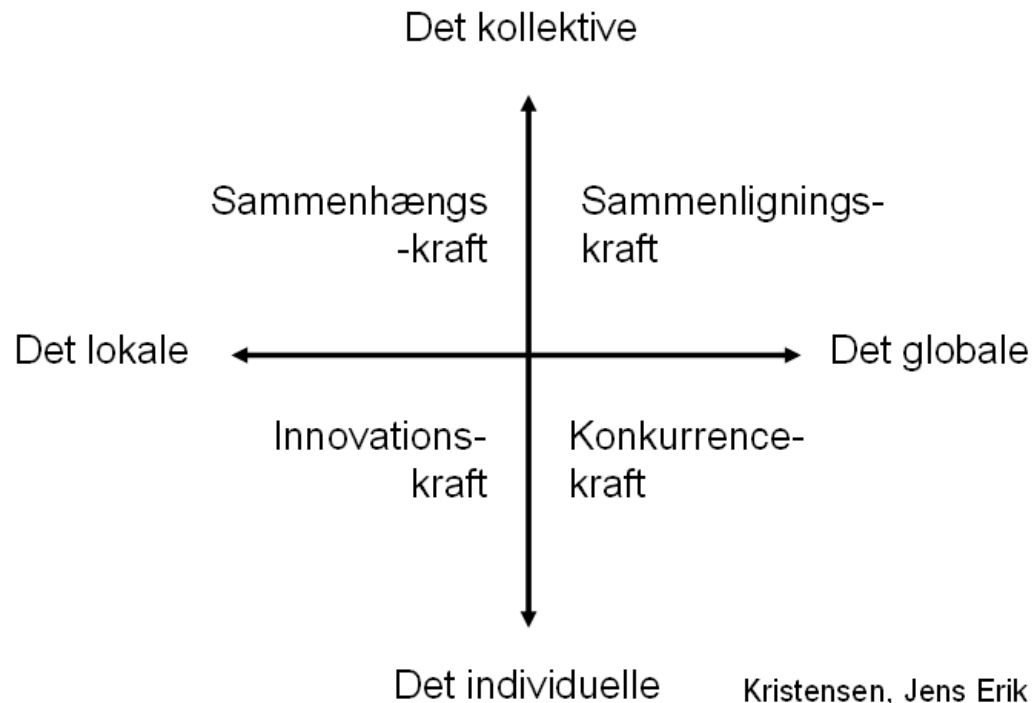 Det kollektive
Sammenhængs
-kraft
Sammenlignings-
kraft
Det lokale
Det globale
Innovations-
kraft
Konkurrence-
kraft
Det individuelle
Kristensen, Jens Erik